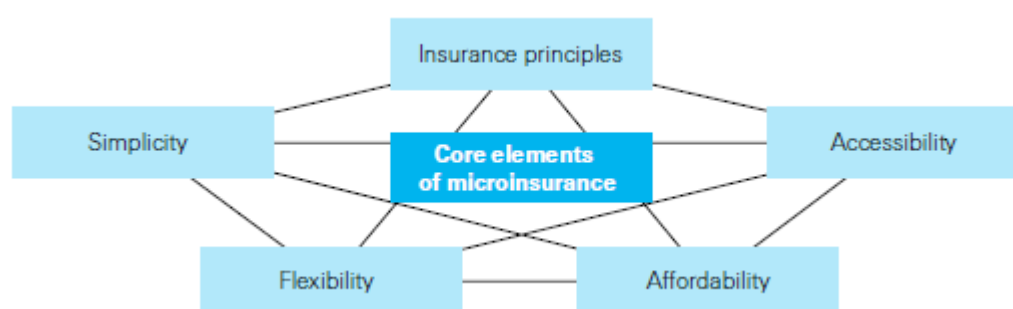 Insurance principles
Simplicity
Accessibility
Core elements
of microinsurance
Flexibility
Affordability